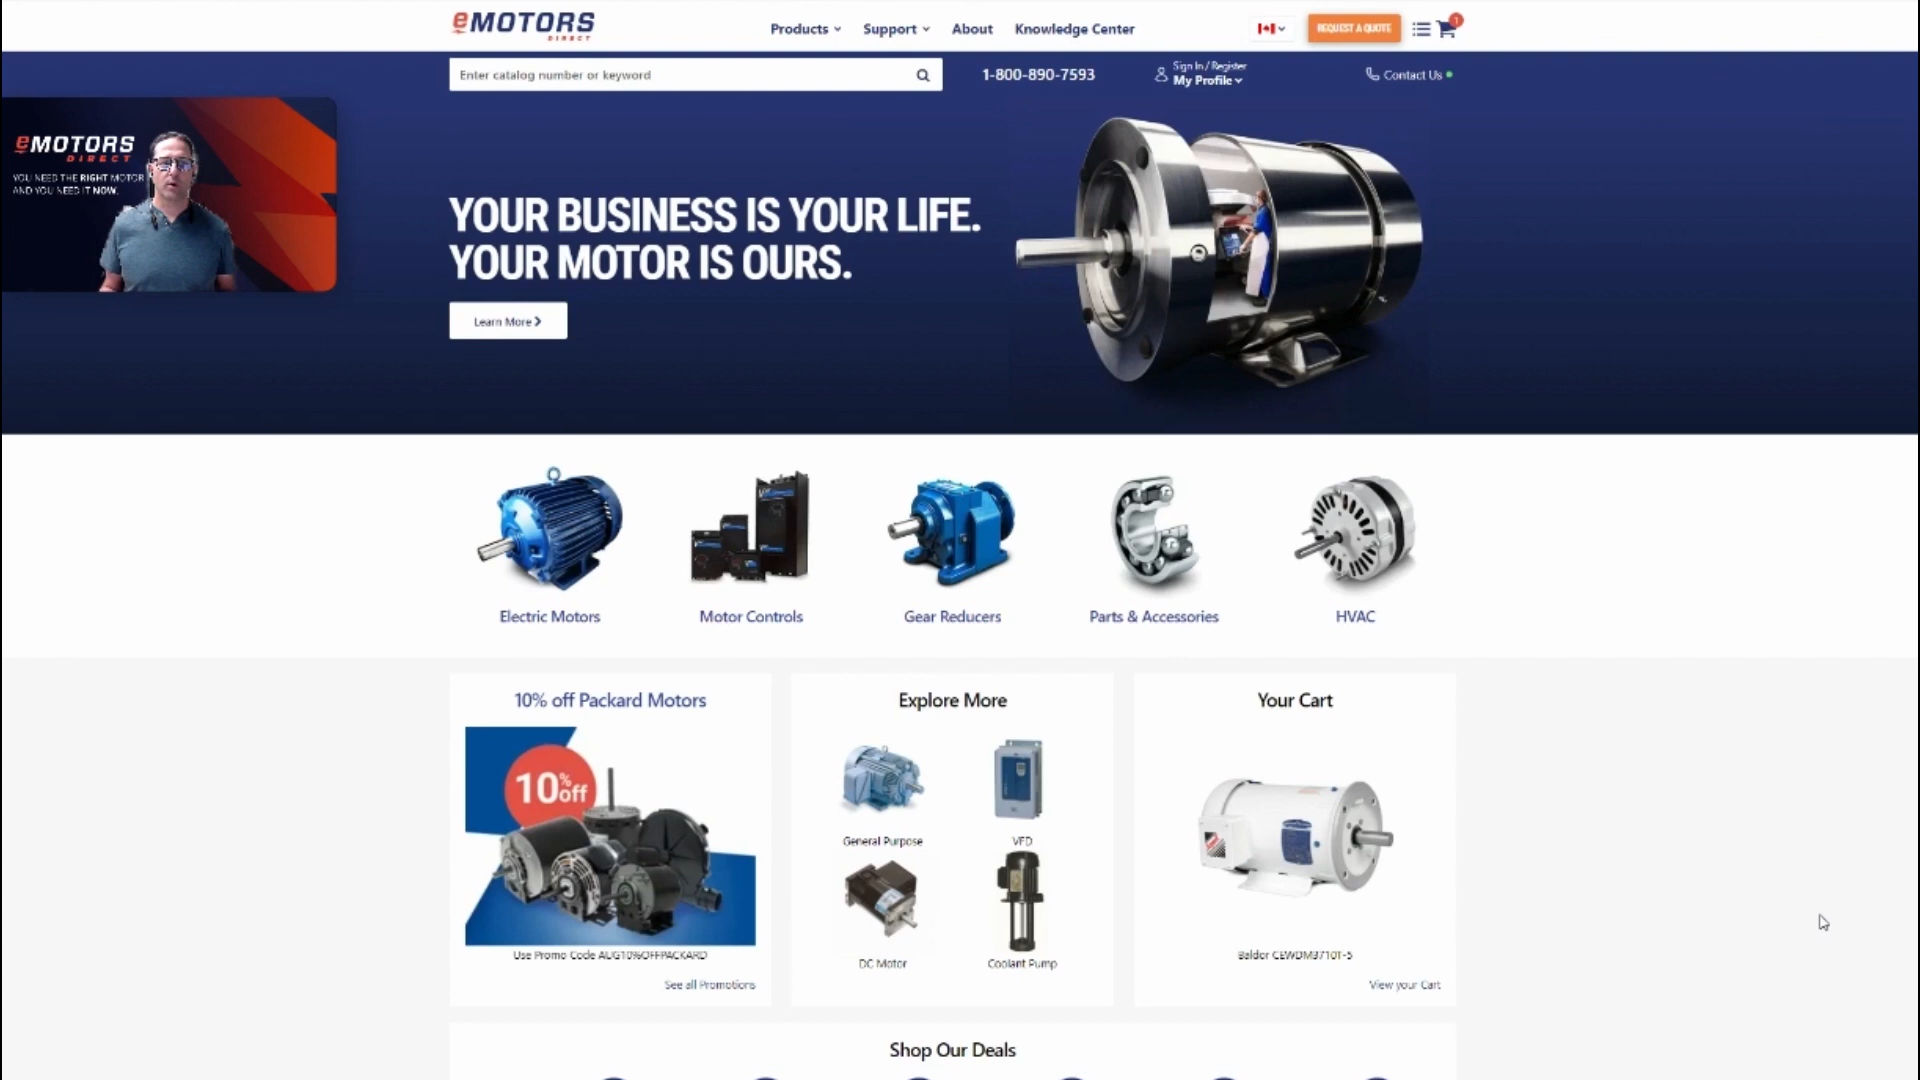 eMOTORS
DIRECT
Products
Support
About
Knowledge Center
REQUEST A QUOTE
1
Enter catalog number or keyword
1-800-890-7593
Sign In / Register
My Profile
Contact Us
eMOTORS
DIRECT
YOU NEED THE RIGHT MOTOR
AND YOU NEED IT NOW.
YOUR BUSINESS IS YOUR LIFE.
YOUR MOTOR IS OURS.
Learn More
Electric Motors
Motor Controls
Gear Reducers
Parts & Accessories
HVAC
10% off Packard Motors
10% off
Use Promo Code AUG10%OFFPACKARD
See all Promotions
Explore More
General Purpose
VFD
DC Motor
Coolant Pump
Your Cart
Baldor CEWDM3710T-5
View your Cart
Shop Our Deals